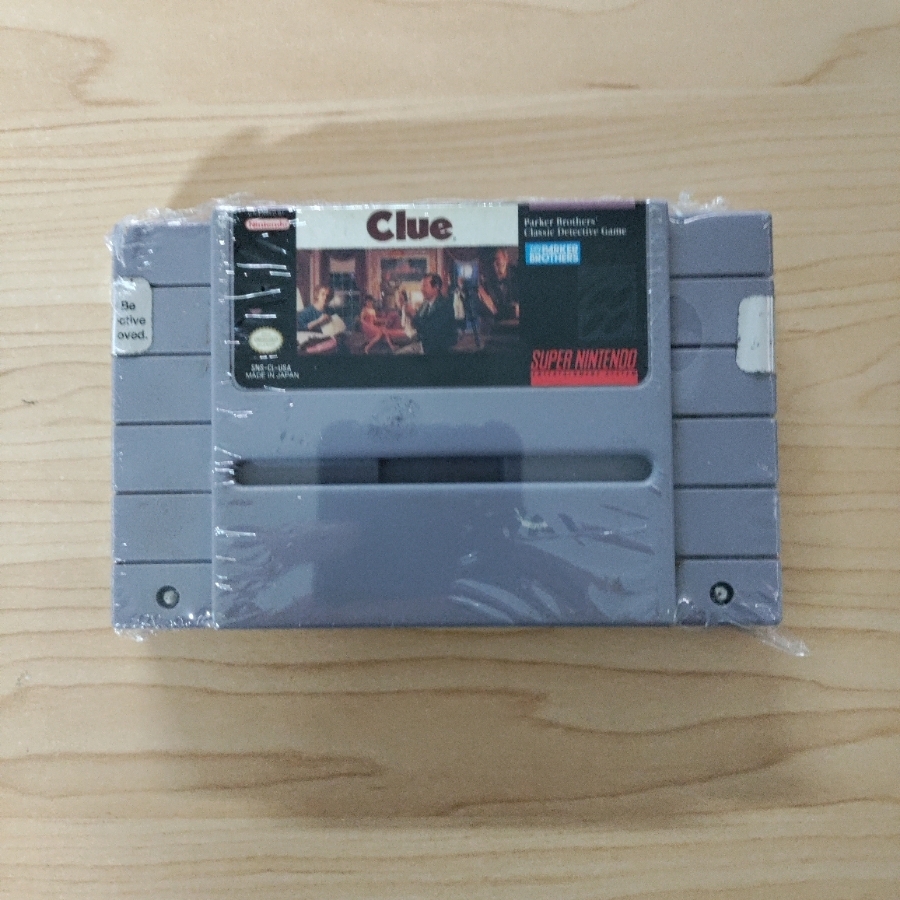 Nintendo
Clue
Parker Brothers'
Classic Detective Game
PARKER
BROTHERS
Be
ctive
oved.
SNS-CL-USA
MADE IN JAPAN
SUPER NINTENDO